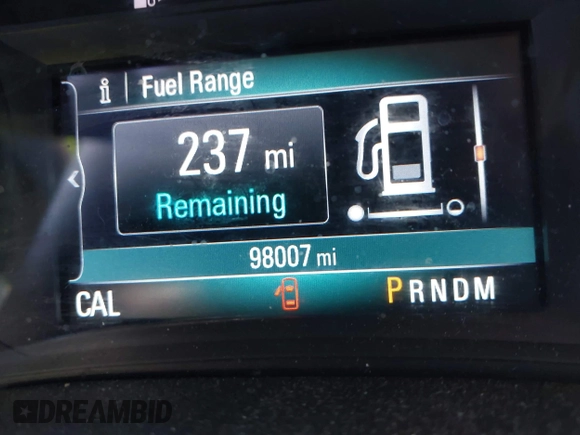 i Fuel Range
237 mi
Remaining
98007 mi
CAL PRNDM
DREAMBID